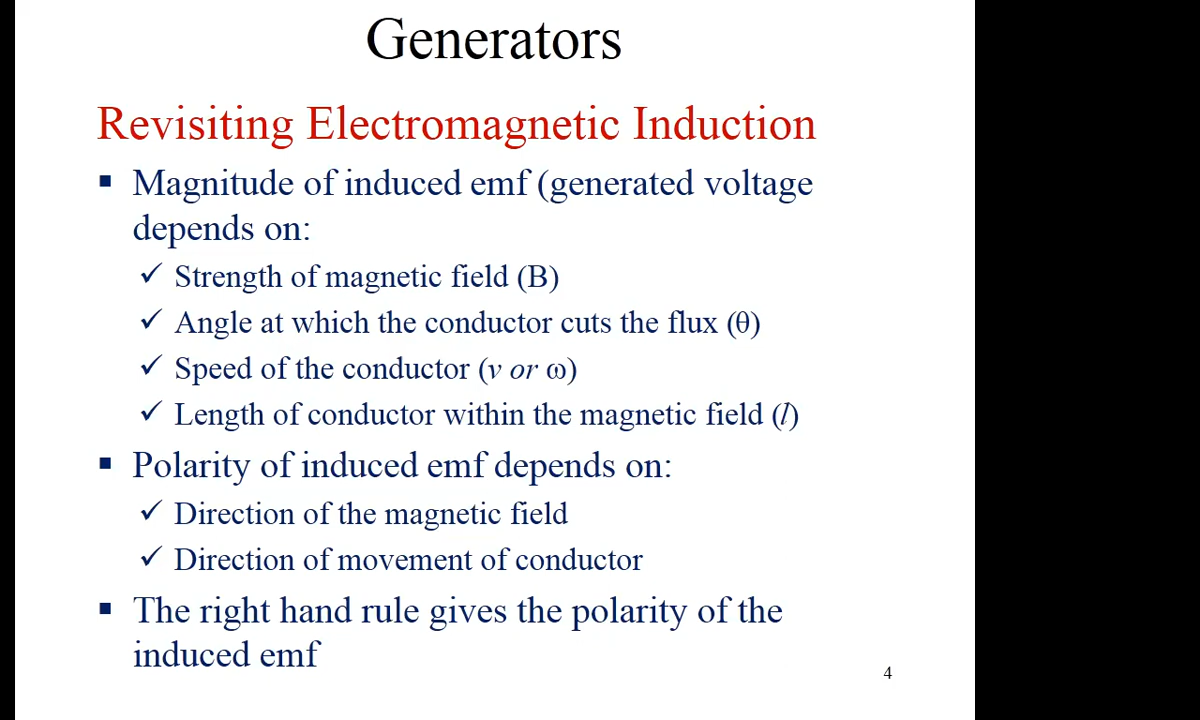 Generators
Revisiting Electromagnetic Induction
▪ Magnitude of induced emf (generated voltage
depends on:
✓ Strength of magnetic field (B)
✓ Angle at which the conductor cuts the flux (θ)
✓ Speed of the conductor (v or ω)
✓ Length of conductor within the magnetic field (l)
▪ Polarity of induced emf depends on:
✓ Direction of the magnetic field
✓ Direction of movement of conductor
▪ The right hand rule gives the polarity of the
induced emf
4